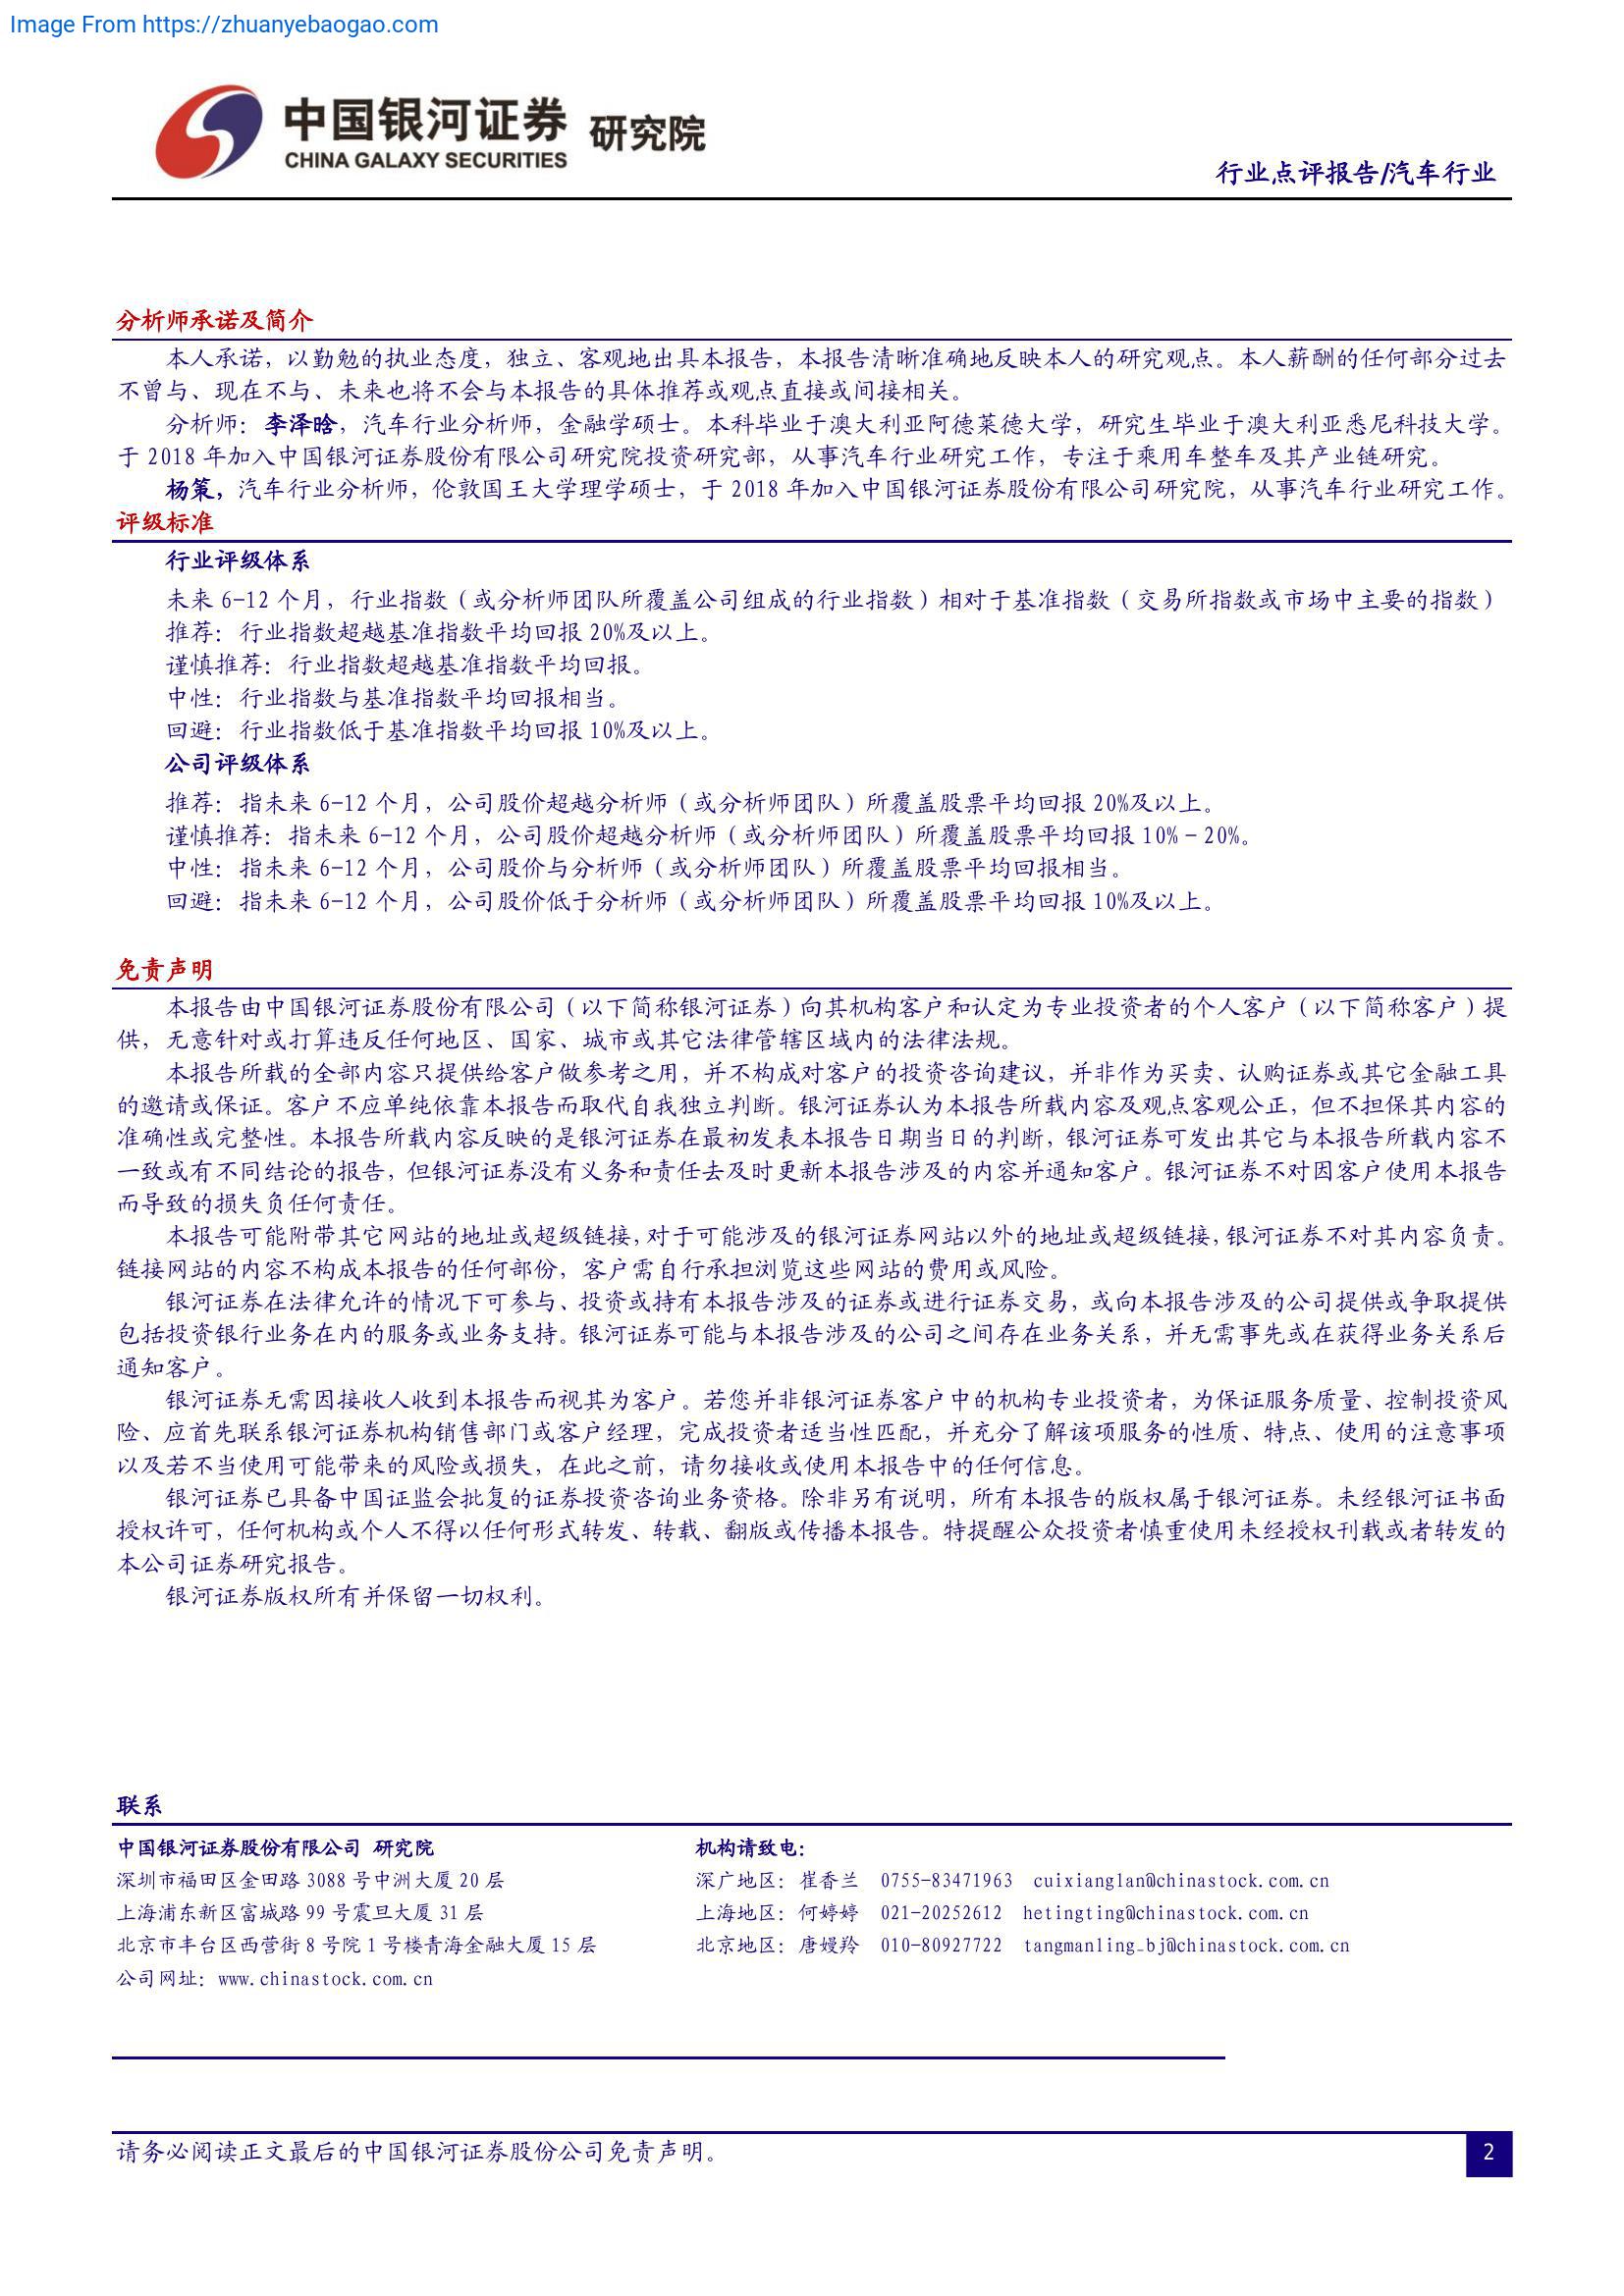 Image From https://zhuanyebaogao.com
中国银河证券 研究院
CHINA GALAXY SECURITIES
行业点评报告/汽车行业
分析师承诺及简介
本人承诺，以勤勉的执业态度，独立、客观地出具本报告，本报告清晰准确地反映本人的研究观点。本人薪酬的任何部分过去
不曾与、现在不与、未来也将不会与本报告的具体推荐或观点直接或间接相关。
分析师：李泽晗，汽车行业分析师，金融学硕士。本科毕业于澳大利亚阿德莱德大学，研究生毕业于澳大利亚悉尼科技大学。
于 2018 年加入中国银河证券股份有限公司研究院投资研究部，从事汽车行业研究工作，专注于乘用车整车及其产业链研究。
杨策，汽车行业分析师，伦敦国王大学理学硕士，于 2018 年加入中国银河证券股份有限公司研究院，从事汽车行业研究工作。
评级标准
行业评级体系
未来 6-12 个月，行业指数（或分析师团队所覆盖公司组成的行业指数）相对于基准指数（交易所指数或市场中主要的指数）
推荐：行业指数超越基准指数平均回报 20%及以上。
谨慎推荐：行业指数超越基准指数平均回报。
中性：行业指数与基准指数平均回报相当。
回避：行业指数低于基准指数平均回报 10%及以上。
公司评级体系
推荐：指未来 6-12 个月，公司股价超越分析师（或分析师团队）所覆盖股票平均回报 20%及以上。
谨慎推荐：指未来 6-12 个月，公司股价超越分析师（或分析师团队）所覆盖股票平均回报 10%－20%。
中性：指未来 6-12 个月，公司股价与分析师（或分析师团队）所覆盖股票平均回报相当。
回避：指未来 6-12 个月，公司股价低于分析师（或分析师团队）所覆盖股票平均回报 10%及以上。
免责声明
本报告由中国银河证券股份有限公司（以下简称银河证券）向其机构客户和认定为专业投资者的个人客户（以下简称客户）提
供，无意针对或打算违反任何地区、国家、城市或其它法律管辖区域内的法律法规。
本报告所载的全部内容只提供给客户做参考之用，并不构成对客户的投资咨询建议，并非作为买卖、认购证券或其它金融工具
的邀请或保证。客户不应单纯依靠本报告而取代自我独立判断。银河证券认为本报告所载内容及观点客观公正，但不担保其内容的
准确性或完整性。本报告所载内容反映的是银河证券在最初发表本报告日期当日的判断，银河证券可发出其它与本报告所载内容不
一致或有不同结论的报告，但银河证券没有义务和责任去及时更新本报告涉及的内容并通知客户。银河证券不对因客户使用本报告
而导致的损失负任何责任。
本报告可能附带其它网站的地址或超级链接，对于可能涉及的银河证券网站以外的地址或超级链接，银河证券不对其内容负责。
链接网站的内容不构成本报告的任何部份，客户需自行承担浏览这些网站的费用或风险。
银河证券在法律允许的情况下可参与、投资或持有本报告涉及的证券或进行证券交易，或向本报告涉及的公司提供或争取提供
包括投资银行业务在内的服务或业务支持。银河证券可能与本报告涉及的公司之间存在业务关系，并无需事先或在获得业务关系后
通知客户。
银河证券无需因接收人收到本报告而视其为客户。若您并非银河证券客户中的机构专业投资者，为保证服务质量、控制投资风
险、应首先联系银河证券机构销售部门或客户经理，完成投资者适当性匹配，并充分了解该项服务的性质、特点、使用的注意事项
以及若不当使用可能带来的风险或损失，在此之前，请勿接收或使用本报告中的任何信息。
银河证券已具备中国证监会批复的证券投资咨询业务资格。除非另有说明，所有本报告的版权属于银河证券。未经银河证书面
授权许可，任何机构或个人不得以任何形式转发、转载、翻版或传播本报告。特提醒公众投资者慎重使用未经授权刊载或者转发的
本公司证券研究报告。
银河证券版权所有并保留一切权利。
联系
中国银河证券股份有限公司 研究院 机构请致电：
深圳市福田区金田路 3088 号中洲大厦 20 层 深广地区：崔香兰 0755-83471963 cuixianglan@chinastock.com.cn
上海浦东新区富城路 99 号震旦大厦 31 层 上海地区：何婷婷 021-20252612 hetingting@chinastock.com.cn
北京市丰台区西营街 8 号院 1 号楼青海金融大厦 15 层 北京地区：唐嫚羚 010-80927722 tangmanling_bj@chinastock.com.cn
公司网址：www.chinastock.com.cn
请务必阅读正文最后的中国银河证券股份公司免责声明。 2